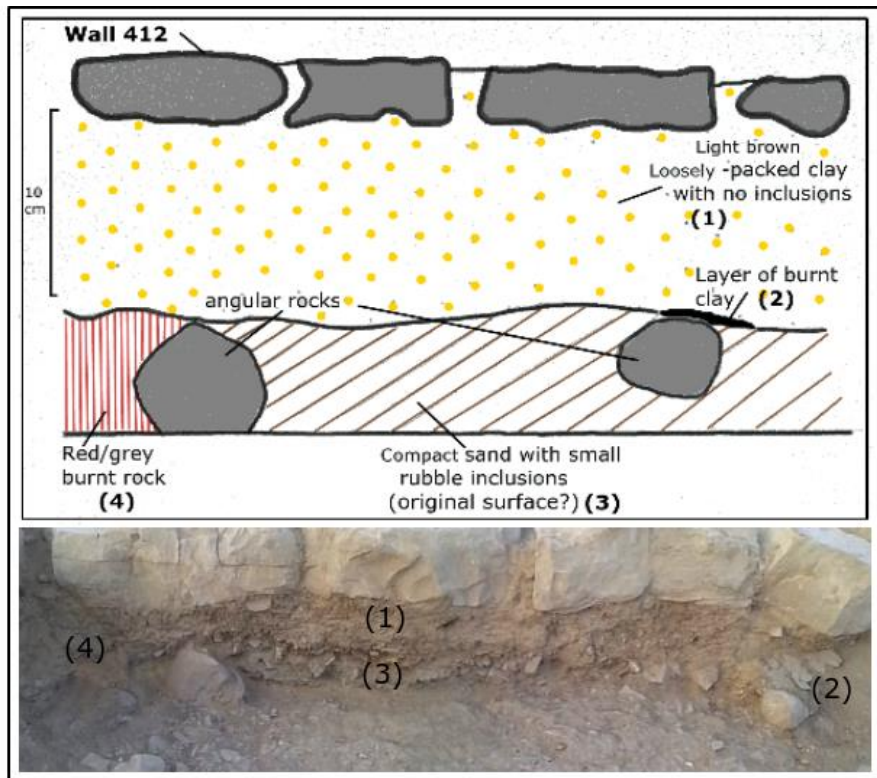 Wall 412
10
cm
Light brown
Loosely -packed clay
with no inclusions
(1)
Layer of burnt
clay (2)
angular rocks
Red/grey
burnt rock
(4)
Compact sand with small
rubble inclusions
(original surface?) (3)
(1)
(4)
(3)
(2)